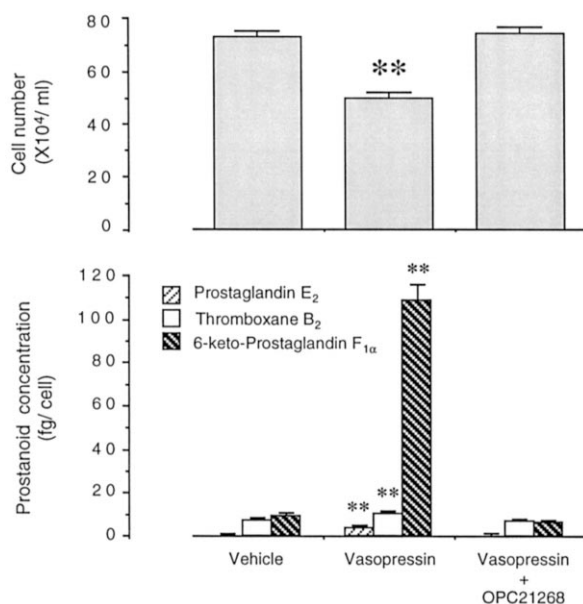 Cell number
(X10⁴/ ml)
80
60
40
20
0
**
Prostanoid concentration
(fg/ cell)
120
100
80
60
40
20
0
Prostaglandin E₂
Thromboxane B₂
6-keto-Prostaglandin F₁α
**
**
**
Vehicle
Vasopressin
Vasopressin
+
OPC21268